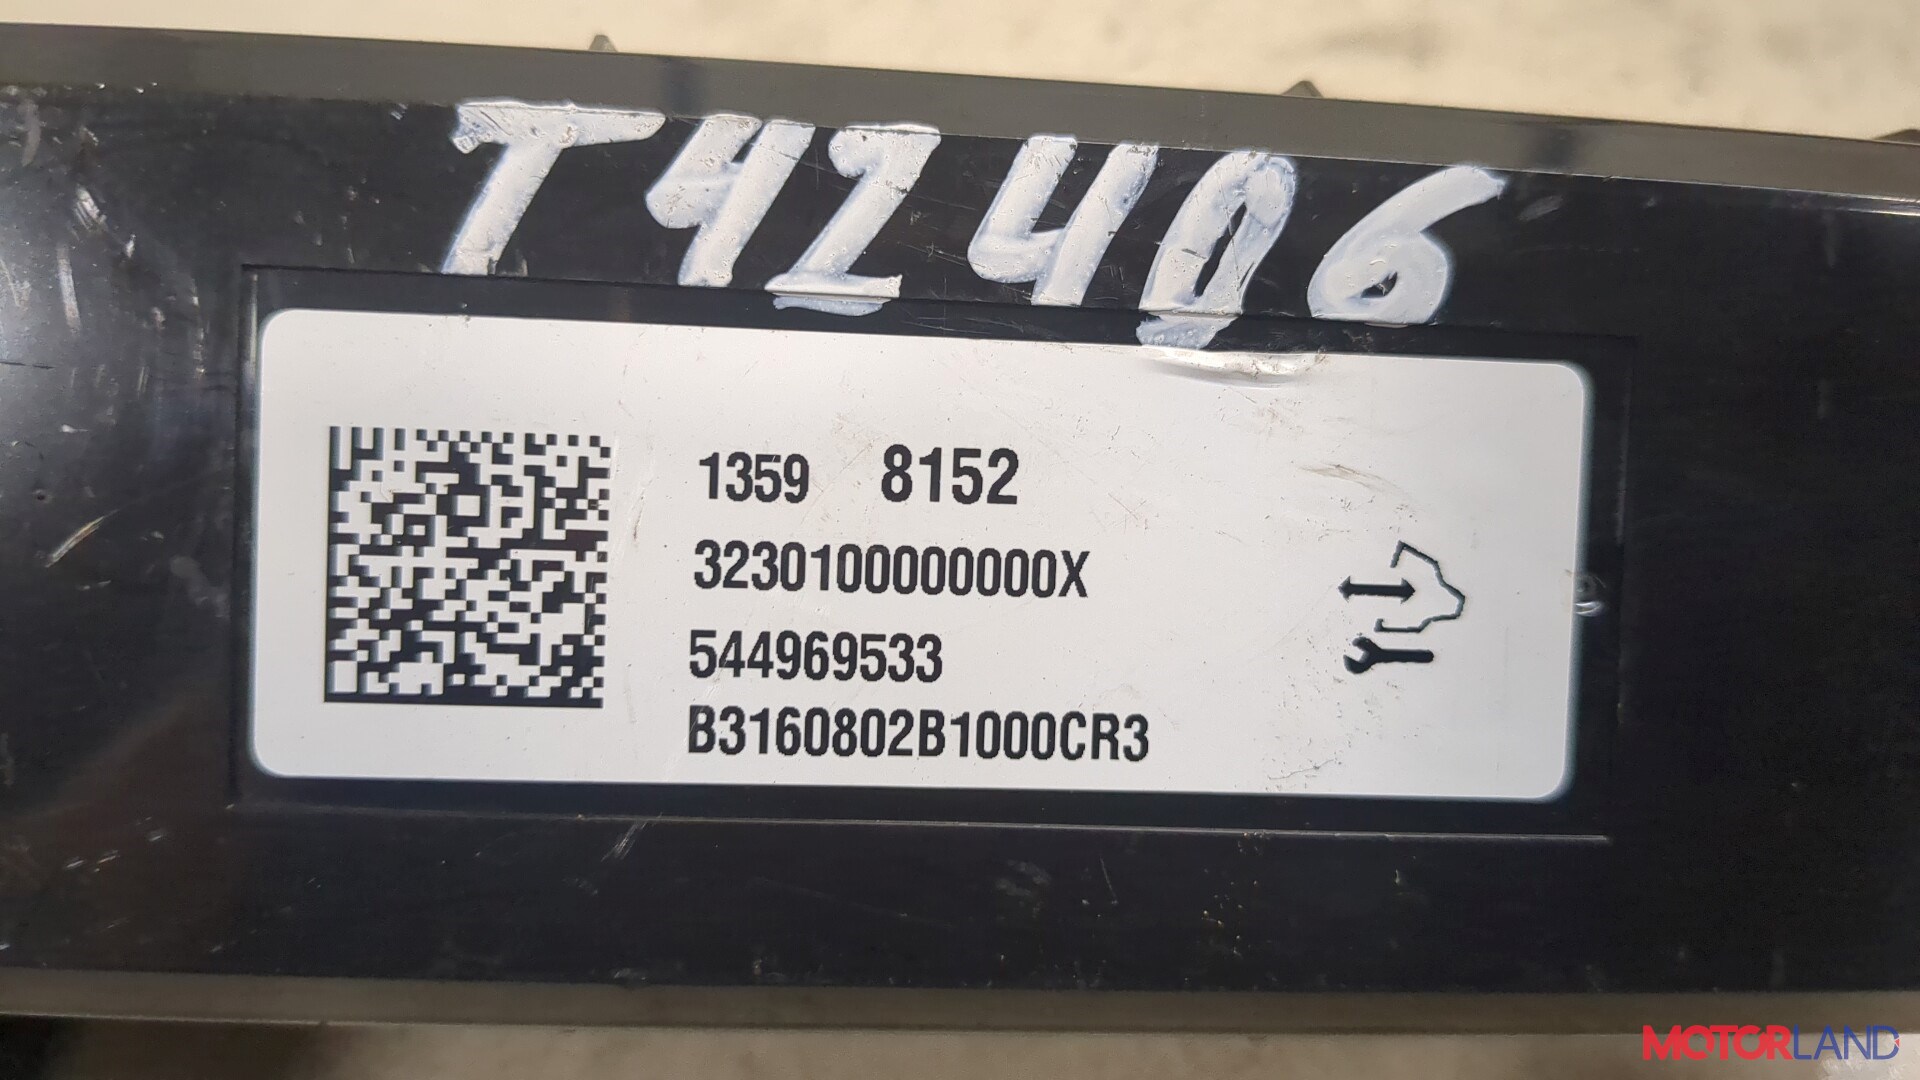 T42406
1359 8152
3230100000000X
544969533
B3160802B1000CR3
MOTORLAND